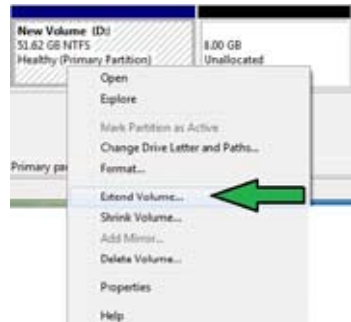 New Volume (D:)
51.62 GB NTFS
Healthy (Primary Partition)
8.00 GB
Unallocated
Open
Explore
Mark Partition as Active
Change Drive Letter and Paths...
Format...
Primary par
Extend Volume...
Shrink Volume...
Add Mirror...
Delete Volume...
Properties
Help